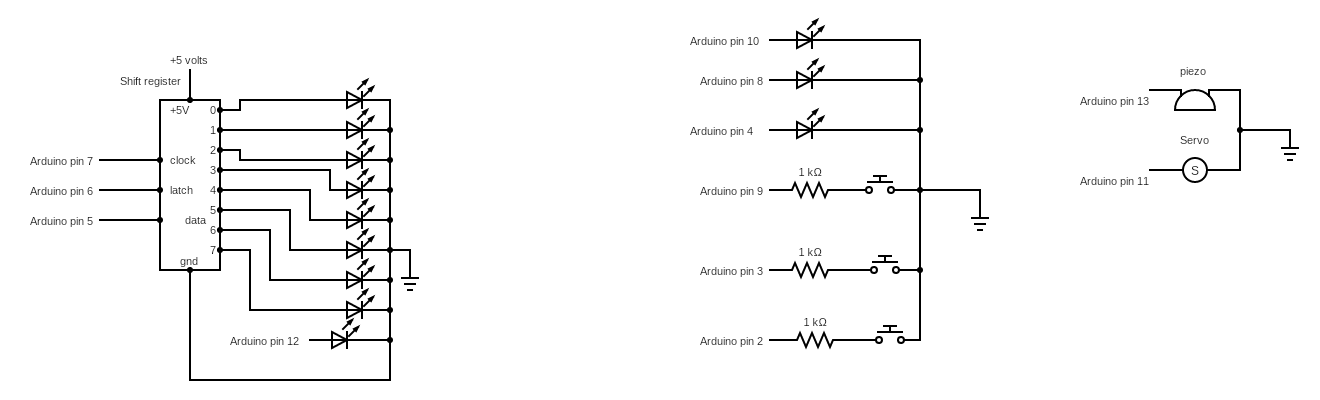 +5 volts
Shift register
+5V
0
1
2
3
4
5
6
7
clock
latch
data
gnd
Arduino pin 7
Arduino pin 6
Arduino pin 5
Arduino pin 12
Arduino pin 10
Arduino pin 8
Arduino pin 4
1 kΩ
Arduino pin 9
1 kΩ
Arduino pin 3
1 kΩ
Arduino pin 2
piezo
Arduino pin 13
Servo
S
Arduino pin 11